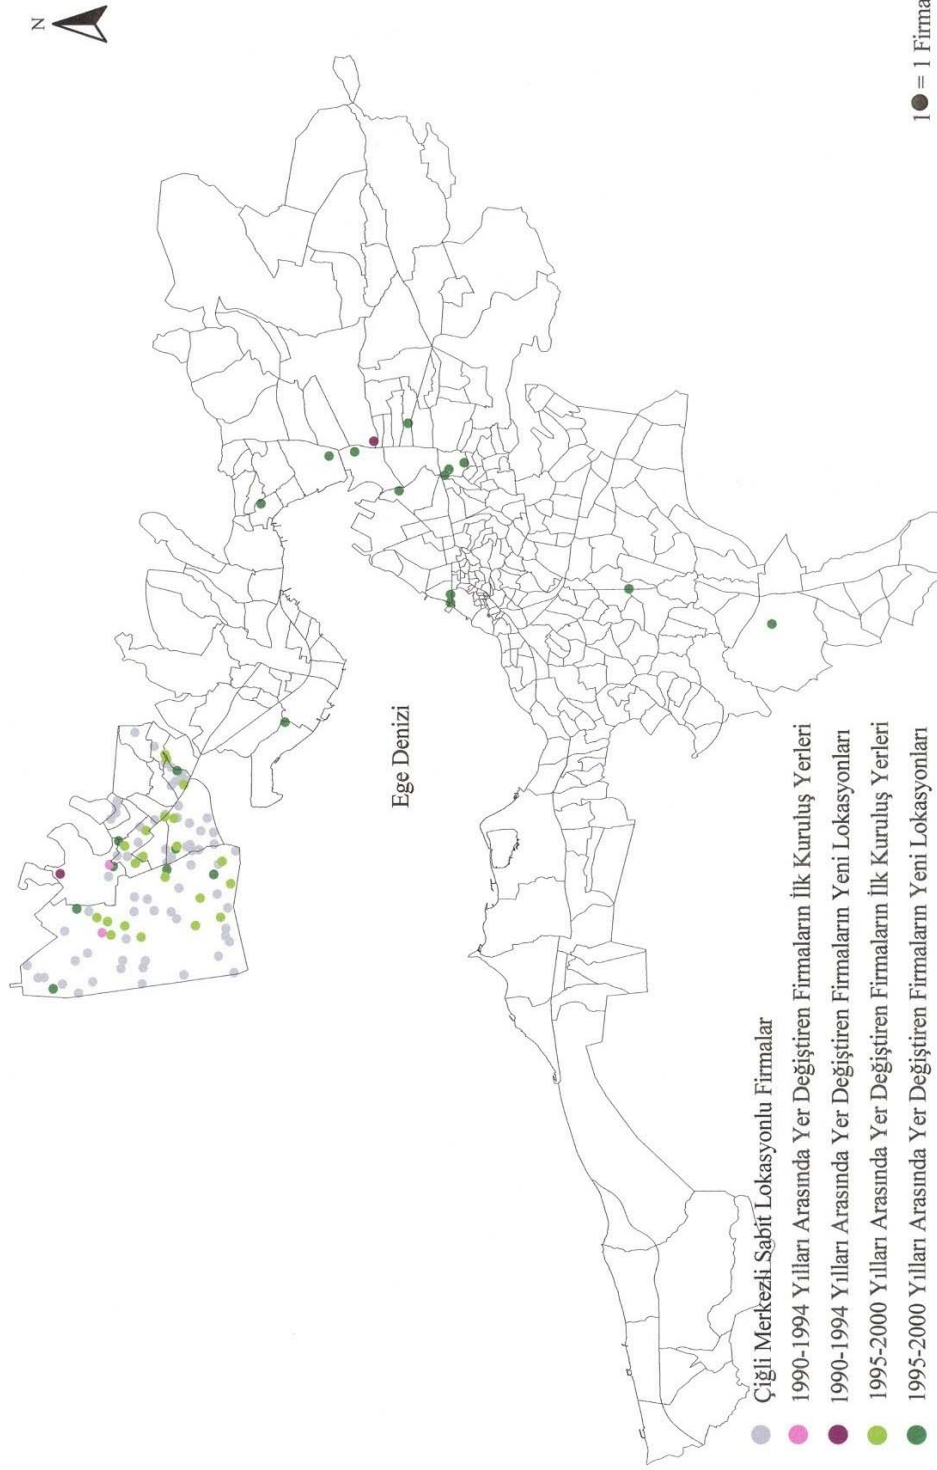 N
Ege Denizi
Çiğli Merkezli Sabit Lokasyonlu Firmalar
1990-1994 Yılları Arasında Yer Değiştiren Firmaların İlk Kuruluş Yerleri
1990-1994 Yılları Arasında Yer Değiştiren Firmaların Yeni Lokasyonları
1995-2000 Yılları Arasında Yer Değiştiren Firmaların İlk Kuruluş Yerleri
1995-2000 Yılları Arasında Yer Değiştiren Firmaların Yeni Lokasyonları
1 ● = 1 Firma